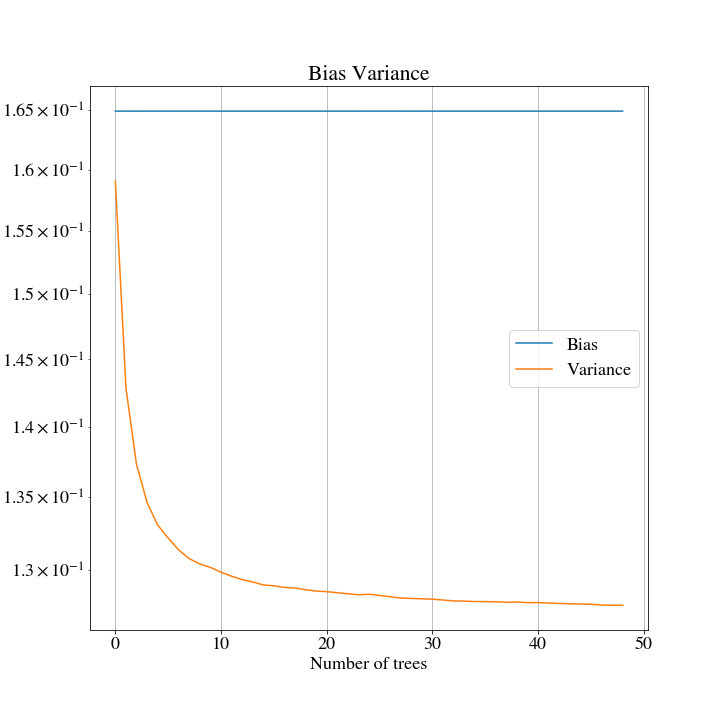 Bias Variance
1.65 × 10⁻¹
1.6 × 10⁻¹
1.55 × 10⁻¹
1.5 × 10⁻¹
1.45 × 10⁻¹
1.4 × 10⁻¹
1.35 × 10⁻¹
1.3 × 10⁻¹
Bias
Variance
0 10 20 30 40 50
Number of trees